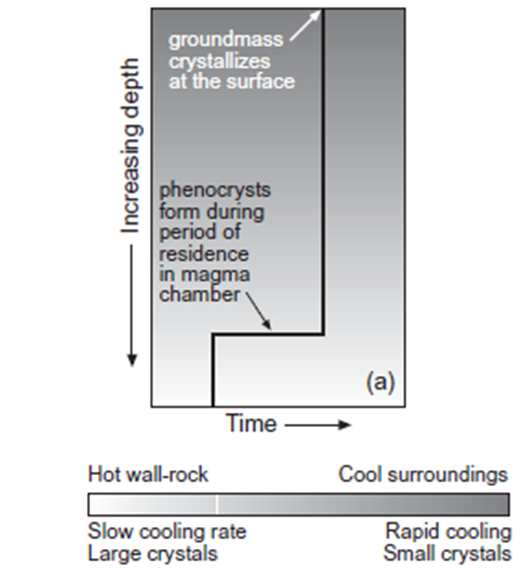 groundmass
crystallizes
at the surface
Increasing depth
phenocrysts
form during
period of
residence
in magma
chamber
(a)
Time
Hot wall-rock Cool surroundings
Slow cooling rate Rapid cooling
Large crystals Small crystals